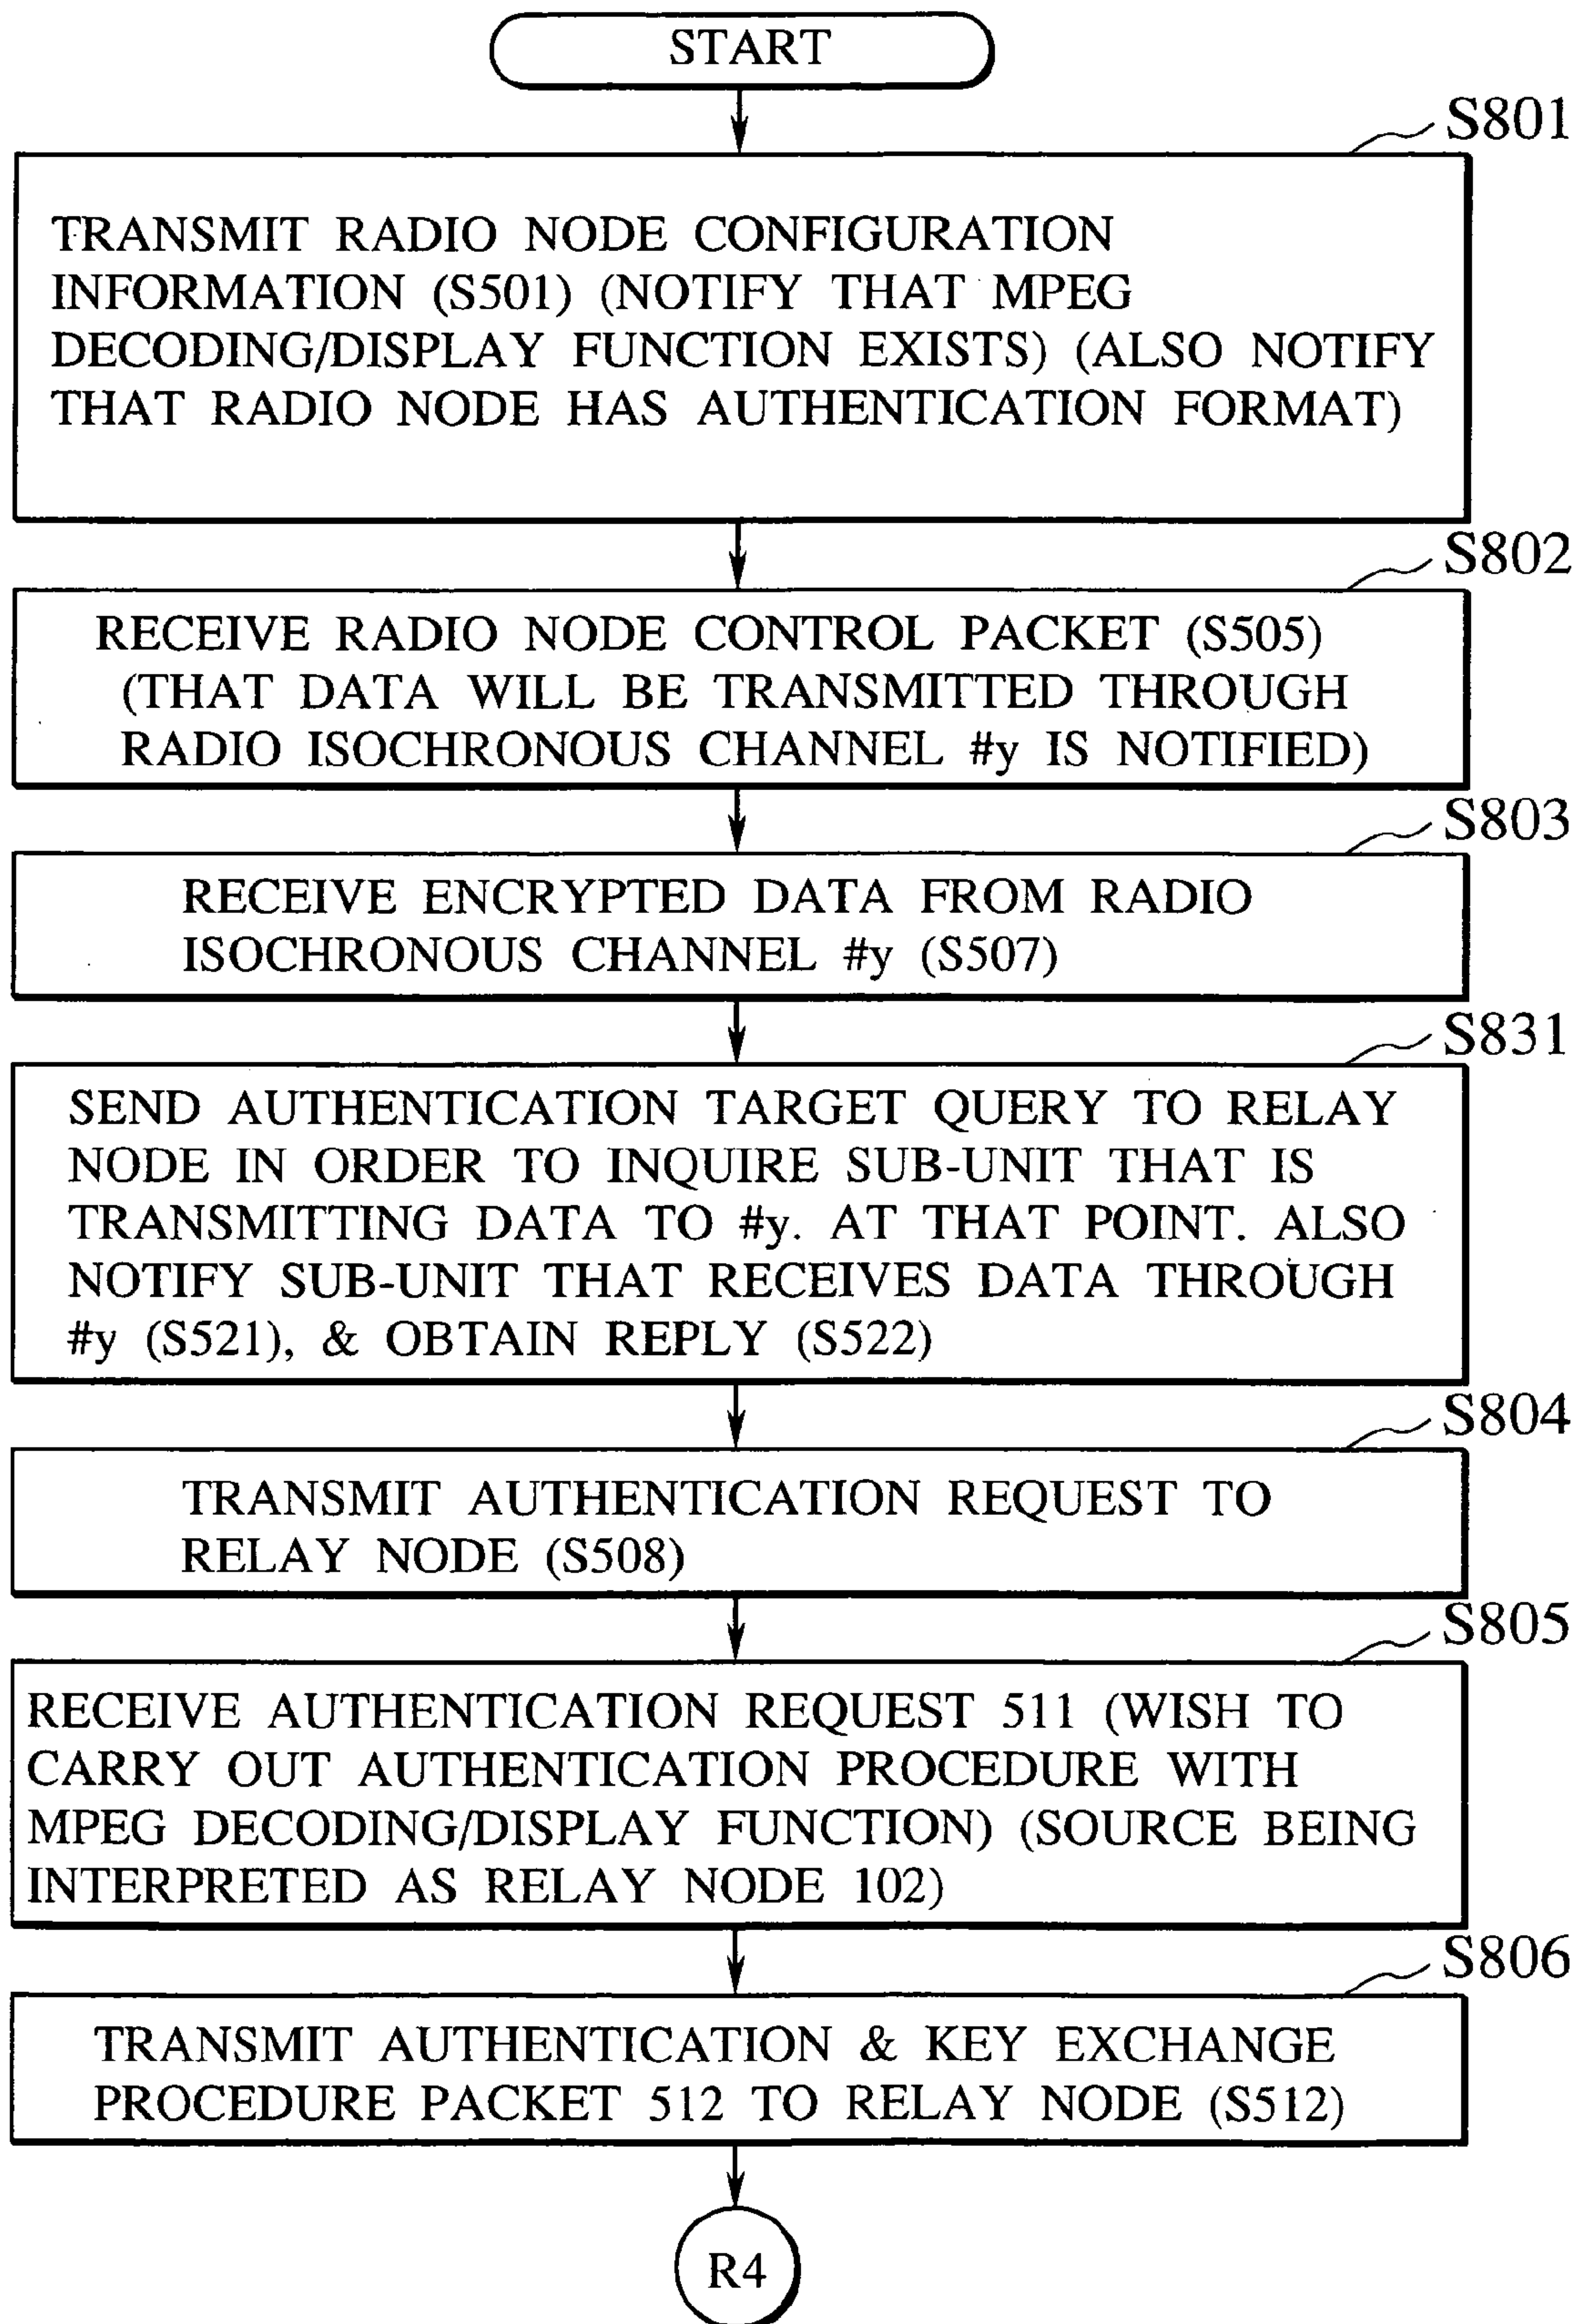 START
S801
TRANSMIT RADIO NODE CONFIGURATION
INFORMATION (S501) (NOTIFY THAT MPEG
DECODING/DISPLAY FUNCTION EXISTS) (ALSO NOTIFY
THAT RADIO NODE HAS AUTHENTICATION FORMAT)
S802
RECEIVE RADIO NODE CONTROL PACKET (S505)
(THAT DATA WILL BE TRANSMITTED THROUGH
RADIO ISOCHRONOUS CHANNEL #y IS NOTIFIED)
S803
RECEIVE ENCRYPTED DATA FROM RADIO
ISOCHRONOUS CHANNEL #y (S507)
S831
SEND AUTHENTICATION TARGET QUERY TO RELAY
NODE IN ORDER TO INQUIRE SUB-UNIT THAT IS
TRANSMITTING DATA TO #y. AT THAT POINT. ALSO
NOTIFY SUB-UNIT THAT RECEIVES DATA THROUGH
#y (S521), & OBTAIN REPLY (S522)
S804
TRANSMIT AUTHENTICATION REQUEST TO
RELAY NODE (S508)
S805
RECEIVE AUTHENTICATION REQUEST 511 (WISH TO
CARRY OUT AUTHENTICATION PROCEDURE WITH
MPEG DECODING/DISPLAY FUNCTION) (SOURCE BEING
INTERPRETED AS RELAY NODE 102)
S806
TRANSMIT AUTHENTICATION & KEY EXCHANGE
PROCEDURE PACKET 512 TO RELAY NODE (S512)
R4